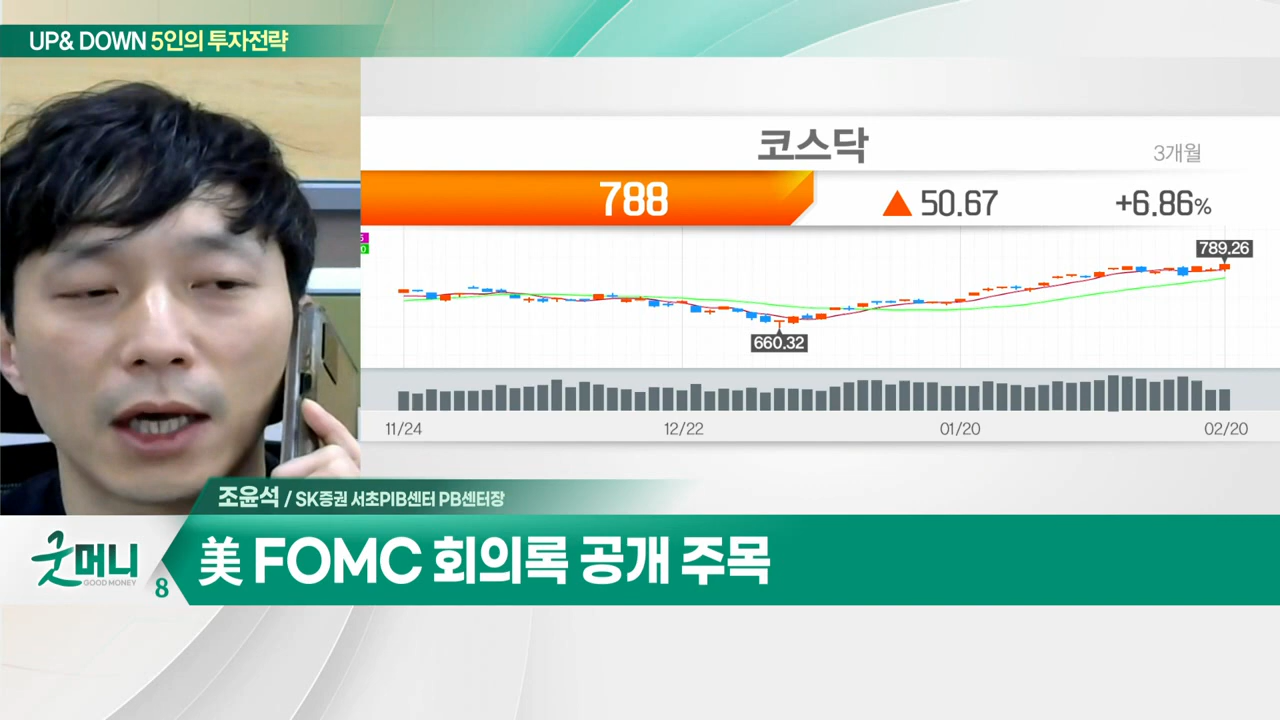 UP& DOWN 5인의 투자전략
코스닥
3개월
788
▲ 50.67
+6.86%
789.26
660.32
11/24
12/22
01/20
02/20
조윤석 / SK증권 서초PIB센터 PB센터장
굿머니
GOOD MONEY
8
美 FOMC 회의록 공개 주목